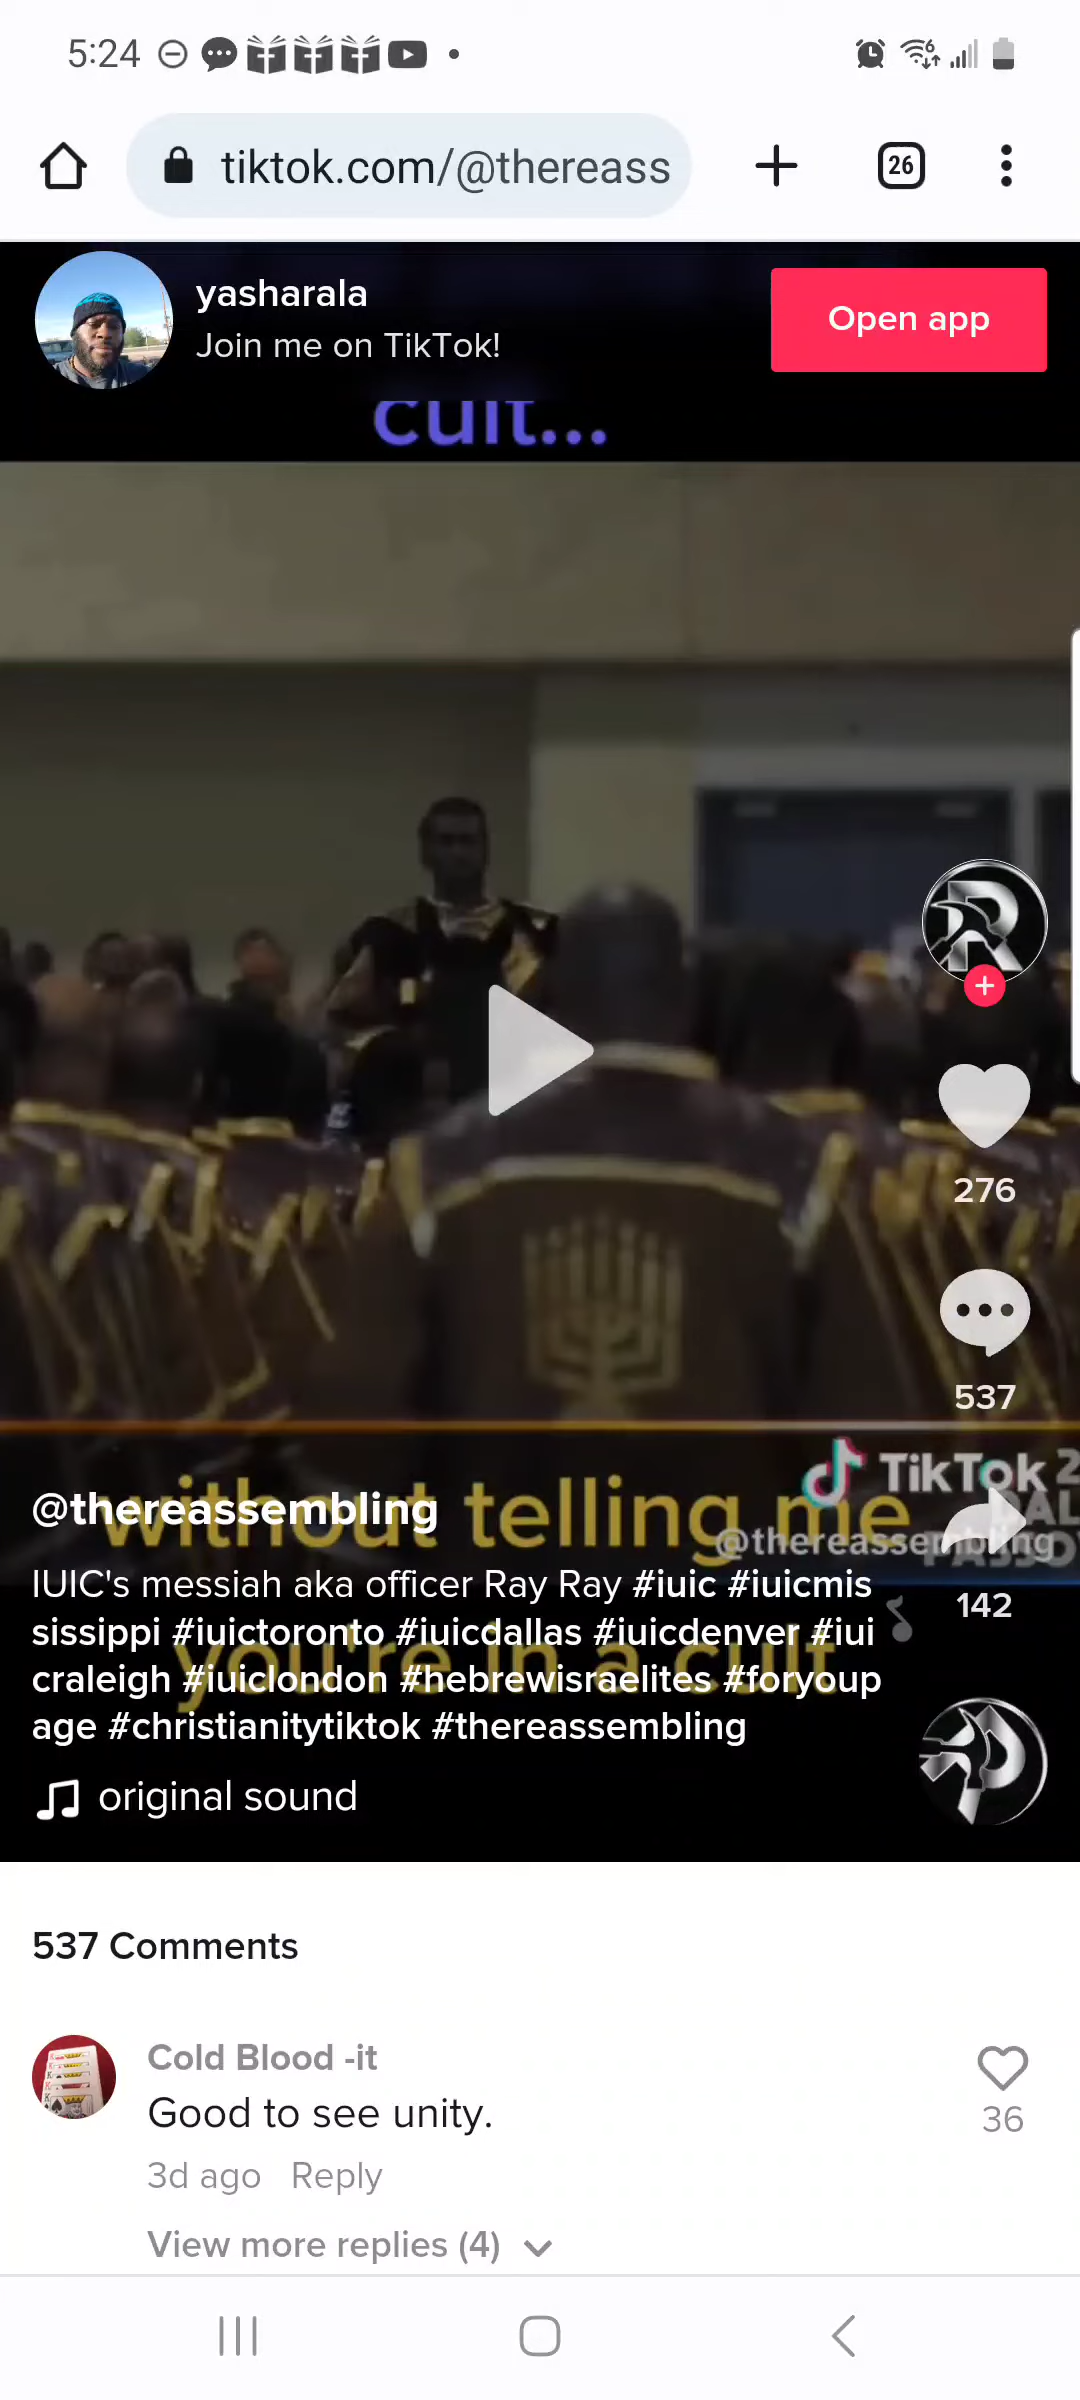 5:24
6
tiktok.com/@thereass
26
yasharala
Join me on TikTok!
Open app
cult...
276
537
TikTok
without telling me
@thereassembling
@thereassembling
IUIC's messiah aka officer Ray Ray #iuic #iuicmis
142
sissippi #iuictoronto #iuicdallas #iuicdenver #iui
you're in a cult
craleigh #iuiclondon #hebrewisraelites #foryoup
age #christianitytiktok #thereassembling
original sound
537 Comments
Cold Blood -it
Good to see unity.
36
3d ago Reply
View more replies (4)